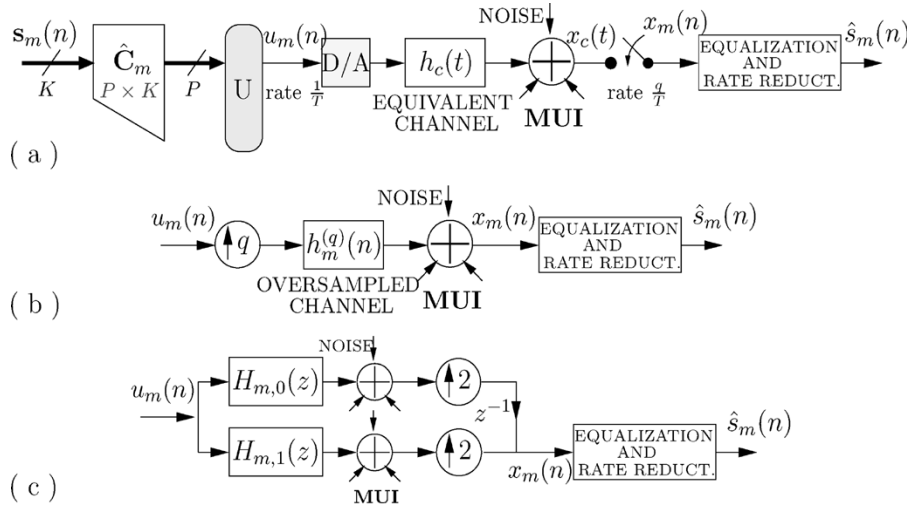 s_m(n)
K
Ĉ_m
P × K
P
U
u_m(n)
rate 1/T
D/A
h_c(t)
EQUIVALENT
CHANNEL
NOISE
MUI
x_c(t)
x_m(n)
rate q/T
EQUALIZATION
AND
RATE REDUCT.
ŝ_m(n)
( a )
u_m(n)
↑ q
h_m^(q)(n)
OVERSAMPLED
CHANNEL
NOISE
MUI
x_m(n)
EQUALIZATION
AND
RATE REDUCT.
ŝ_m(n)
( b )
u_m(n)
H_{m,0}(z)
NOISE
↑2
z^{-1}
H_{m,1}(z)
MUI
↑2
x_m(n)
EQUALIZATION
AND
RATE REDUCT.
ŝ_m(n)
( c )